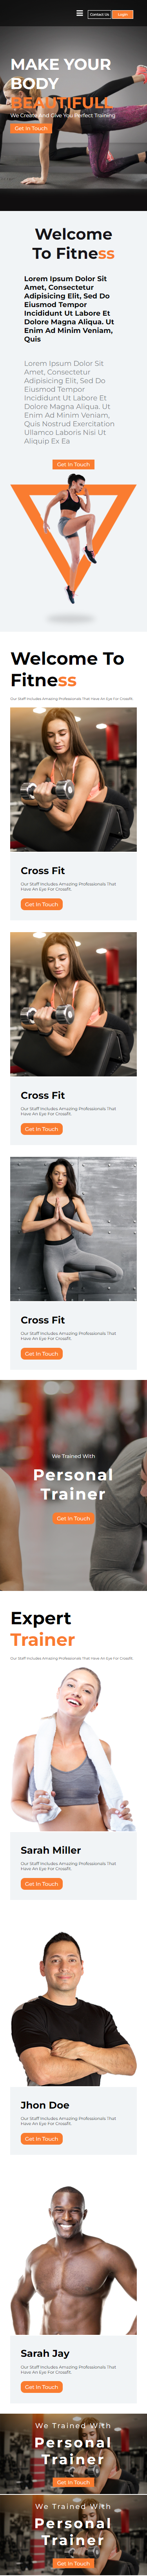 Contact Us
Login
MAKE YOUR
BODY
BEAUTIFULL
We Create And Give You Perfect Training
Get In Touch
Welcome
To Fitness
Lorem Ipsum Dolor Sit
Amet, Consectetur
Adipisicing Elit, Sed Do
Eiusmod Tempor
Incididunt Ut Labore Et
Dolore Magna Aliqua. Ut
Enim Ad Minim Veniam,
Quis
Lorem Ipsum Dolor Sit
Amet, Consectetur
Adipisicing Elit, Sed Do
Eiusmod Tempor
Incididunt Ut Labore Et
Dolore Magna Aliqua. Ut
Enim Ad Minim Veniam,
Quis Nostrud Exercitation
Ullamco Laboris Nisi Ut
Aliquip Ex Ea
Get In Touch
Welcome To
Fitness
Our Staff Includes Amazing Professionals That Have An Eye For Crossfit.
Cross Fit
Our Staff Includes Amazing Professionals That
Have An Eye For Crossfit.
Get In Touch
Cross Fit
Our Staff Includes Amazing Professionals That
Have An Eye For Crossfit.
Get In Touch
Cross Fit
Our Staff Includes Amazing Professionals That
Have An Eye For Crossfit.
Get In Touch
We Trained With
Personal
Trainer
Get In Touch
Expert
Trainer
Our Staff Includes Amazing Professionals That Have An Eye For Crossfit.
Sarah Miller
Our Staff Includes Amazing Professionals That
Have An Eye For Crossfit.
Get In Touch
Jhon Doe
Our Staff Includes Amazing Professionals That
Have An Eye For Crossfit.
Get In Touch
Sarah Jay
Our Staff Includes Amazing Professionals That
Have An Eye For Crossfit.
Get In Touch
We Trained With
Personal
Trainer
Get In Touch
We Trained With
Personal
Trainer
Get In Touch